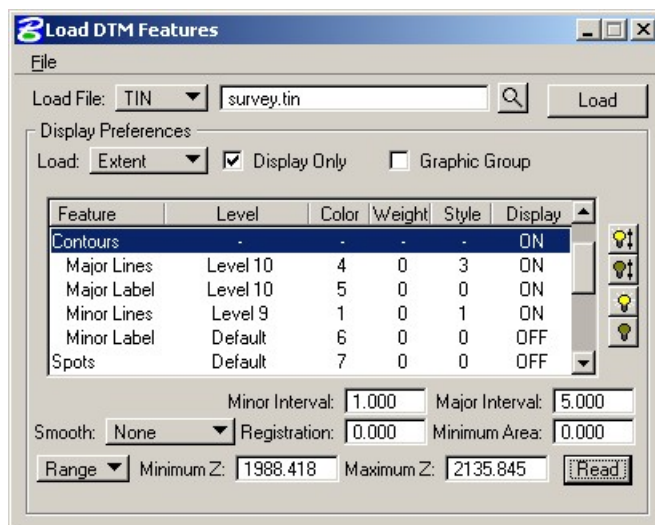 Load DTM Features
File
Load File: TIN survey.tin Load
Display Preferences
Load: Extent Display Only Graphic Group
Feature Level Color Weight Style Display
Contours - - - - ON
Major Lines Level 10 4 0 3 ON
Major Label Level 10 5 0 0 ON
Minor Lines Level 9 1 0 1 ON
Minor Label Default 6 0 0 OFF
Spots Default 7 0 0 OFF
Minor Interval: 1.000 Major Interval: 5.000
Smooth: None Registration: 0.000 Minimum Area: 0.000
Range Minimum Z: 1988.418 Maximum Z: 2135.845 Read